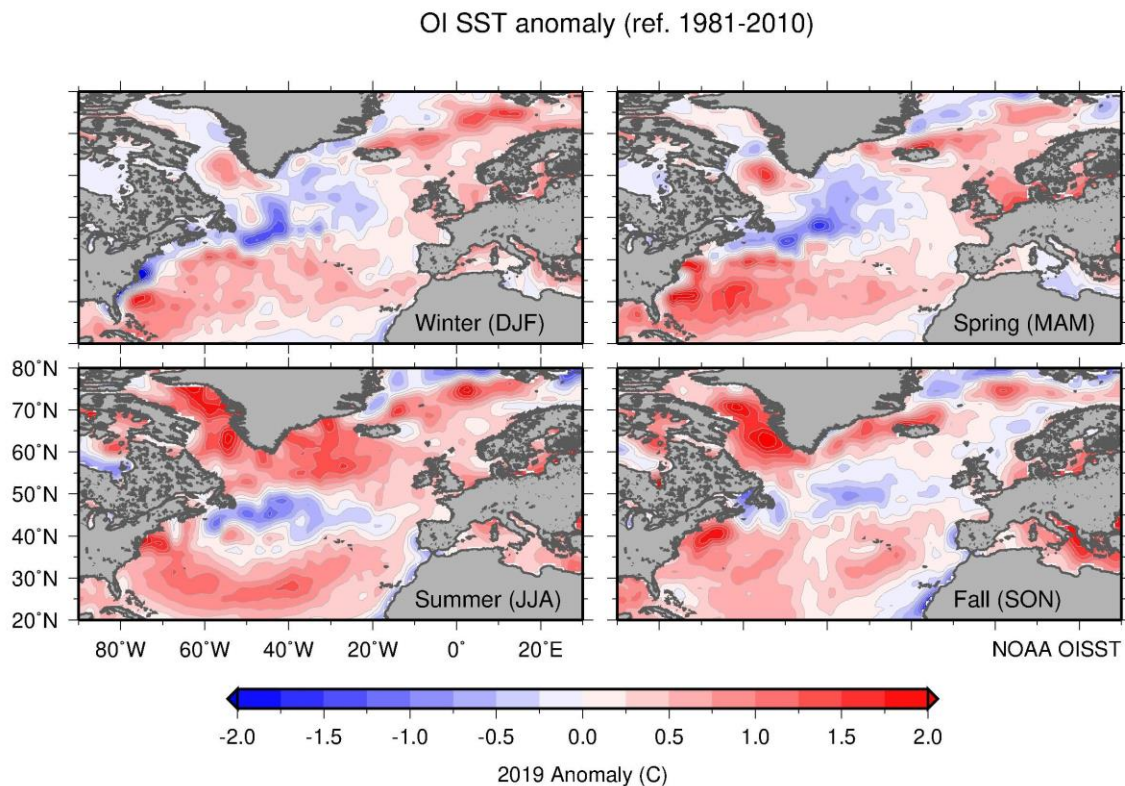 OI SST anomaly (ref. 1981-2010)
Winter (DJF)
Spring (MAM)
80˚N
70˚N
60˚N
50˚N
40˚N
30˚N
20˚N
Summer (JJA)
Fall (SON)
80˚W 60˚W 40˚W 20˚W 0˚ 20˚E
NOAA OISST
-2.0 -1.5 -1.0 -0.5 0.0 0.5 1.0 1.5 2.0
2019 Anomaly (C)